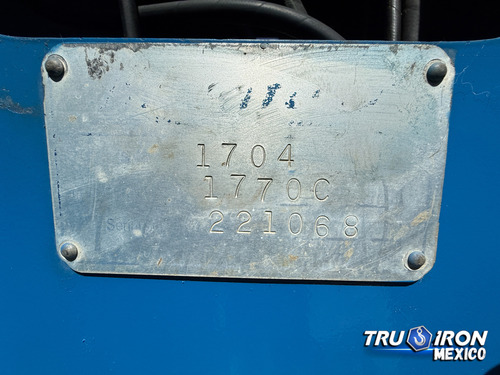 1704
1770C
221068
TRU IRON
MEXICO